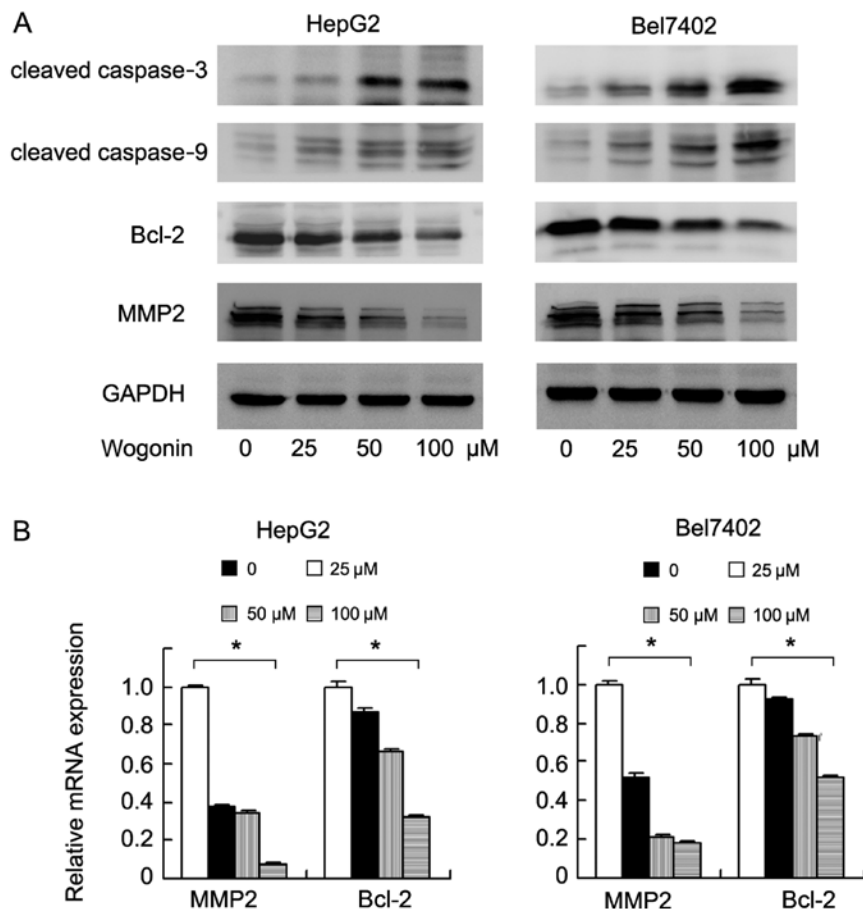 A
HepG2
Bel7402
cleaved caspase-3
cleaved caspase-9
Bcl-2
MMP2
GAPDH
Wogonin 0 25 50 100 µM 0 25 50 100 µM
B
HepG2
Bel7402
0 25 µM
50 µM 100 µM
0 25 µM
50 µM 100 µM
Relative mRNA expression
* * * *
1.0 1.0
0.8 0.8
0.6 0.6
0.4 0.4
0.2 0.2
0 0
MMP2 Bcl-2 MMP2 Bcl-2